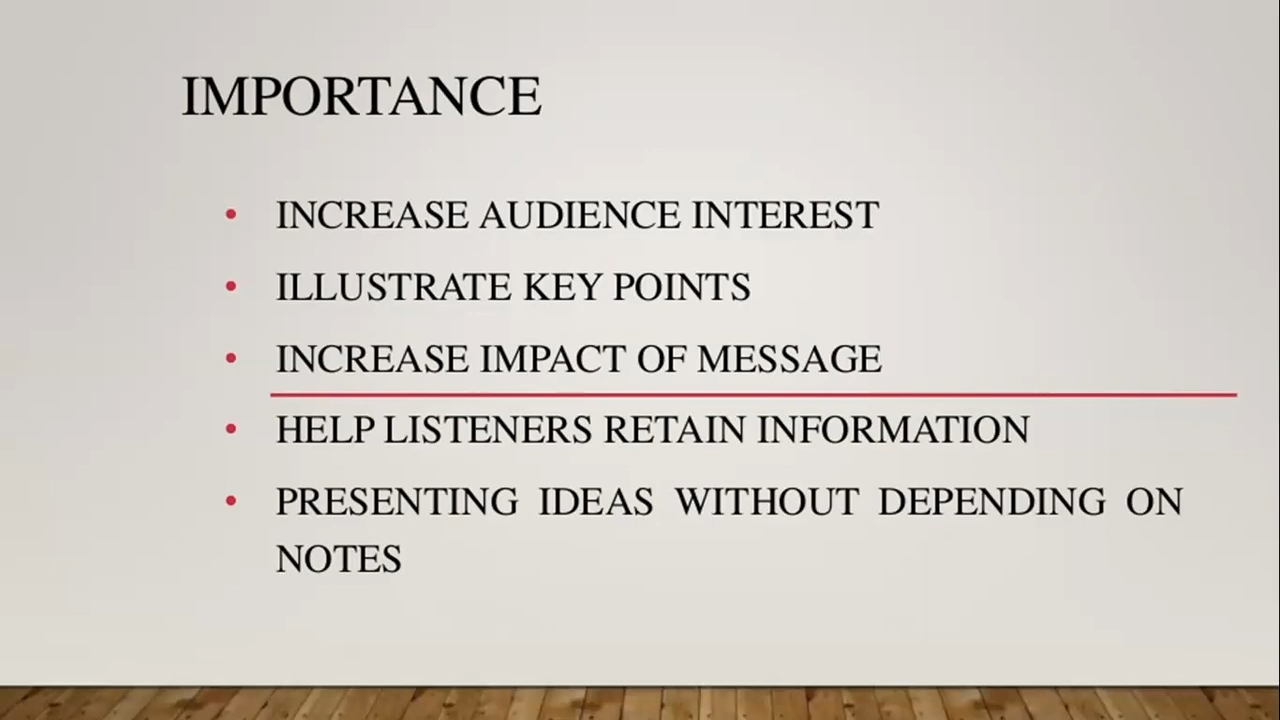 IMPORTANCE
• INCREASE AUDIENCE INTEREST
• ILLUSTRATE KEY POINTS
• INCREASE IMPACT OF MESSAGE
• HELP LISTENERS RETAIN INFORMATION
• PRESENTING IDEAS WITHOUT DEPENDING ON
NOTES